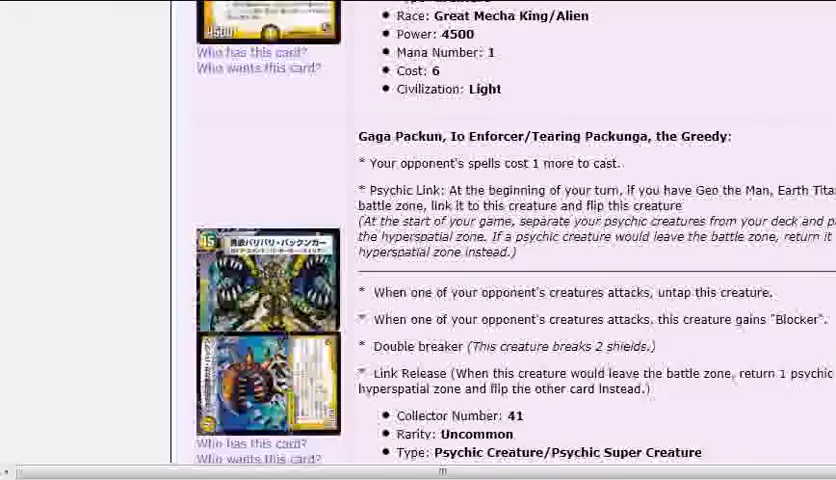 4500
Who has this card?
Who wants this card?
Race: Great Mecha King/Alien
Power: 4500
Mana Number: 1
Cost: 6
Civilization: Light
Gaga Packun, Io Enforcer/Tearing Packunga, the Greedy:
* Your opponent's spells cost 1 more to cast.
* Psychic Link: At the beginning of your turn, if you have Geo the Man, Earth Tita
battle zone, link it to this creature and flip this creature
(At the start of your game, separate your psychic creatures from your deck and p
the hyperspatial zone. If a psychic creature would leave the battle zone, return it
hyperspatial zone instead.)
15
* When one of your opponent's creatures attacks, untap this creature.
* When one of your opponent's creatures attacks, this creature gains "Blocker".
* Double breaker (This creature breaks 2 shields.)
* Link Release (When this creature would leave the battle zone, return 1 psychic
hyperspatial zone and flip the other card instead.)
Collector Number: 41
Rarity: Uncommon
Type: Psychic Creature/Psychic Super Creature
Who has this card?
Who wants this card?